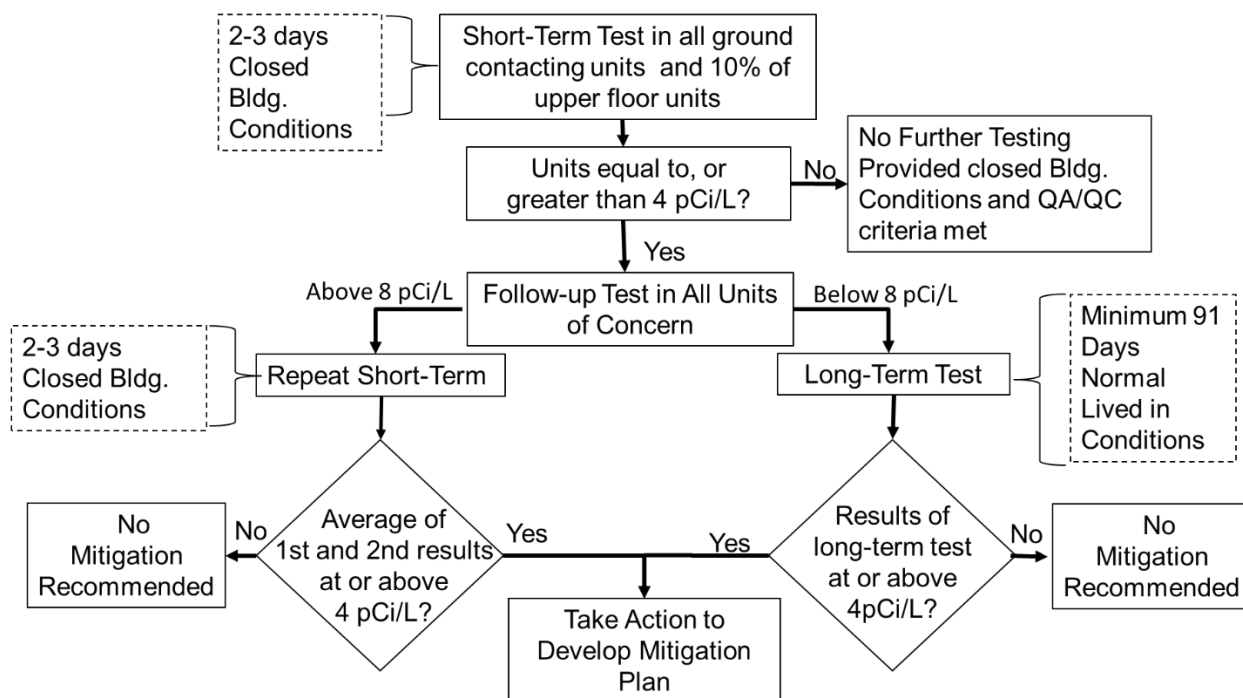 2-3 days
Closed
Bldg.
Conditions
Short-Term Test in all ground
contacting units and 10% of
upper floor units
Units equal to, or
greater than 4 pCi/L?
No
No Further Testing
Provided closed Bldg.
Conditions and QA/QC
criteria met
Yes
Above 8 pCi/L
Follow-up Test in All Units
of Concern
Below 8 pCi/L
2-3 days
Closed Bldg.
Conditions
Repeat Short-Term
Long-Term Test
Minimum 91
Days
Normal
Lived in
Conditions
No
Mitigation
Recommended
No
Average of
1st and 2nd results
at or above
4 pCi/L?
Yes
Yes
Results of
long-term test
at or above
4pCi/L?
No
No
Mitigation
Recommended
Take Action to
Develop Mitigation
Plan